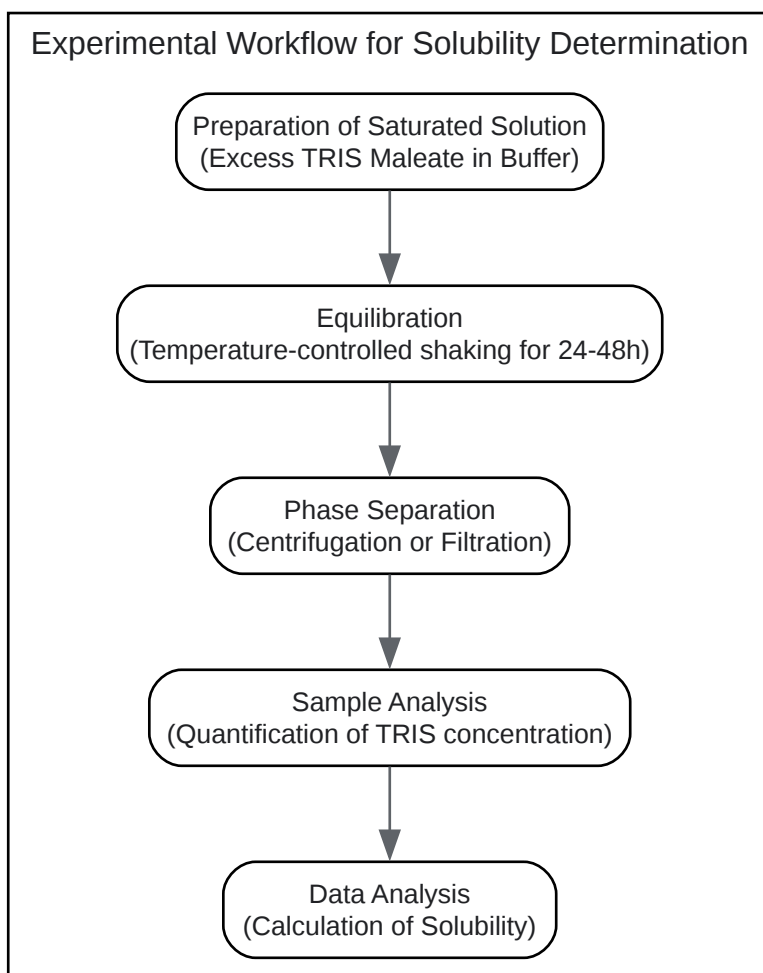 Experimental Workflow for Solubility Determination
Preparation of Saturated Solution
(Excess TRIS Maleate in Buffer)
Equilibration
(Temperature-controlled shaking for 24-48h)
Phase Separation
(Centrifugation or Filtration)
Sample Analysis
(Quantification of TRIS concentration)
Data Analysis
(Calculation of Solubility)